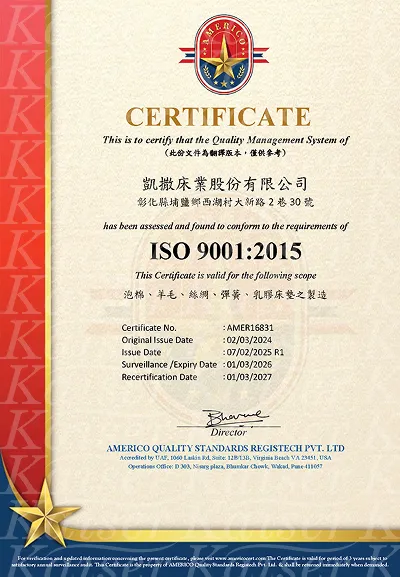 AMERICO
CERTIFICATE
This is to certify that the Quality Management System of
(此份文件為翻譯版本，僅供參考)
凱撒床業股份有限公司
彰化縣埔鹽鄉西湖村大新路 2 巷 30 號
has been assessed and found to conform to the requirements of
ISO 9001:2015
This Certificate is valid for the following scope
泡棉、羊毛、絲綢、彈簧、乳膠床墊之製造
Certificate No. : AMER16831
Original Issue Date : 02/03/2024
Issue Date : 07/02/2025 R1
Surveillance /Expiry Date : 01/03/2026
Recertification Date : 01/03/2027
Director
AMERICO QUALITY STANDARDS REGISTECH PVT. LTD
Accredited by UAF, 1060 Laskin Rd, Suite 12B/13B, Virginia Beach VA 23451, USA
Operations Office: D 303, Nisarg plaza, Bhumkar Chowk, Wakad, Pune-411057
For verification and updated information concerning the present certificate, please visit www.americocert.com The Certificate is valid for period of 3 years subject to
satisfactory annual surveillance audit. This Certificate is the property of AMERICO Quality Standards Registech Pvt. Ltd. & shall be returned immediately when demanded.